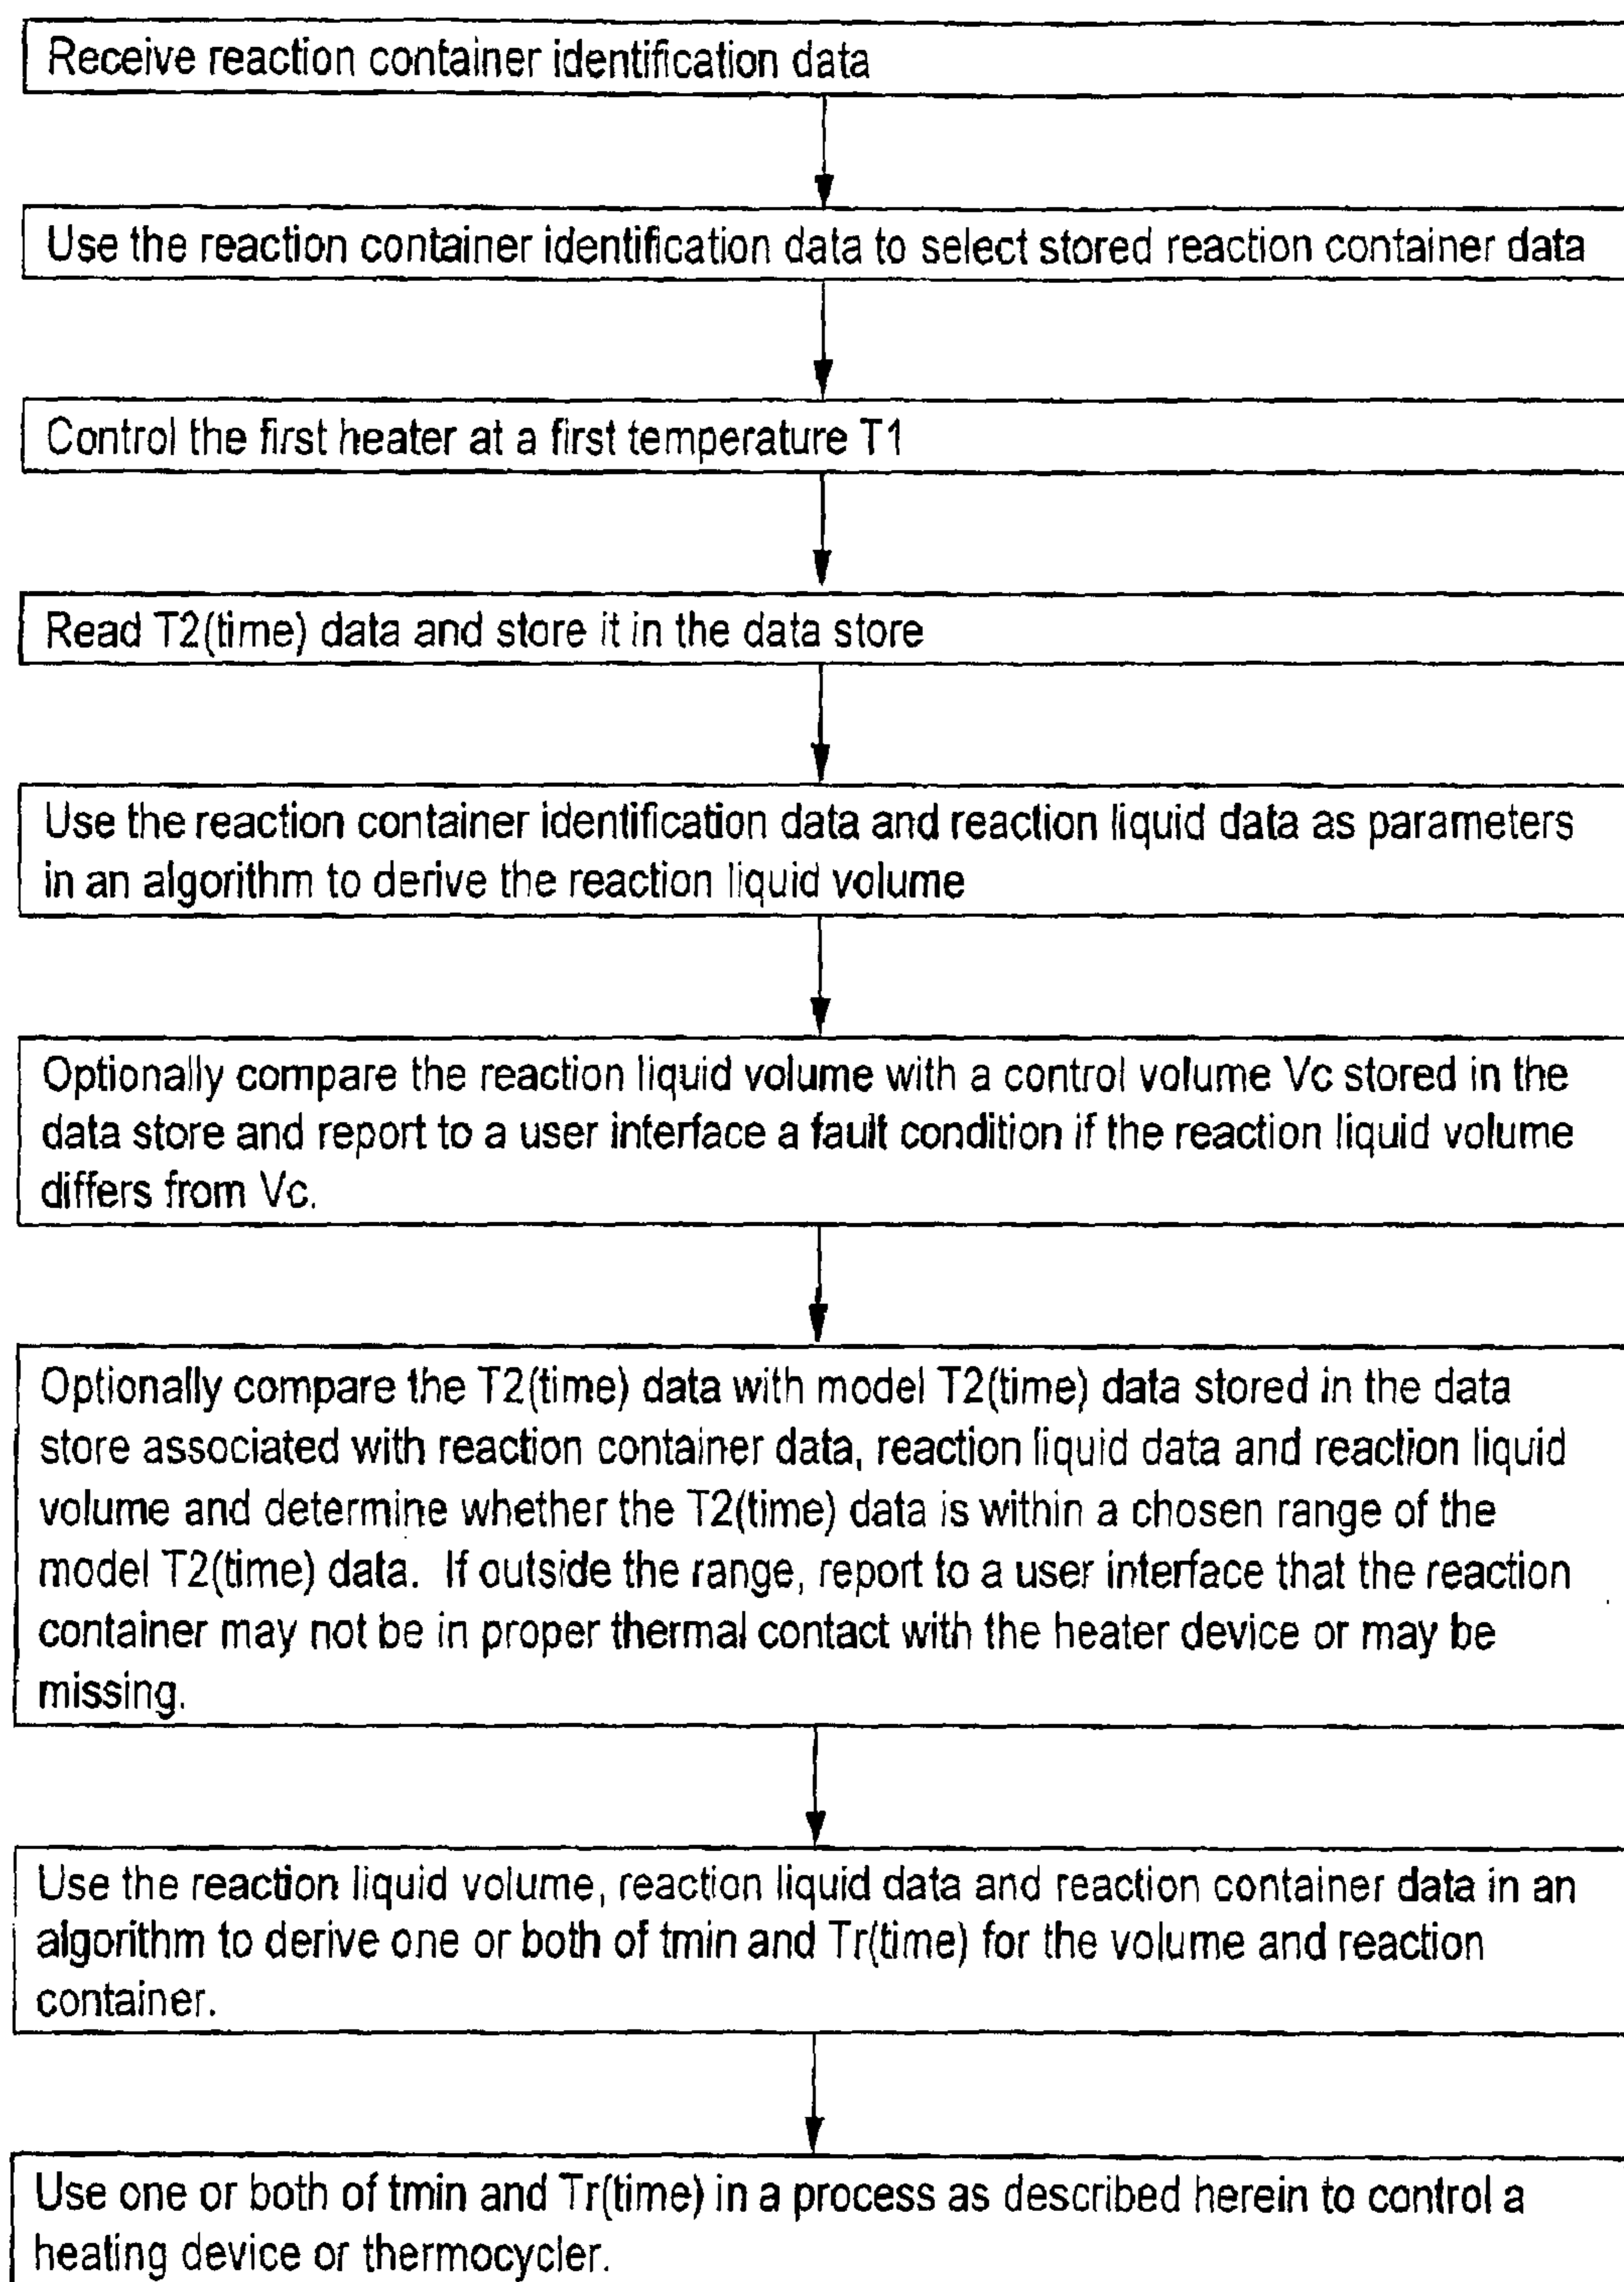 Receive reaction container identification data
Use the reaction container identification data to select stored reaction container data
Control the first heater at a first temperature T1
Read T2(time) data and store it in the data store
Use the reaction container identification data and reaction liquid data as parameters
in an algorithm to derive the reaction liquid volume
Optionally compare the reaction liquid volume with a control volume Vc stored in the
data store and report to a user interface a fault condition if the reaction liquid volume
differs from Vc.
Optionally compare the T2(time) data with model T2(time) data stored in the data
store associated with reaction container data, reaction liquid data and reaction liquid
volume and determine whether the T2(time) data is within a chosen range of the
model T2(time) data. If outside the range, report to a user interface that the reaction
container may not be in proper thermal contact with the heater device or may be
missing.
Use the reaction liquid volume, reaction liquid data and reaction container data in an
algorithm to derive one or both of tmin and Tr(time) for the volume and reaction
container.
Use one or both of tmin and Tr(time) in a process as described herein to control a
heating device or thermocycler.